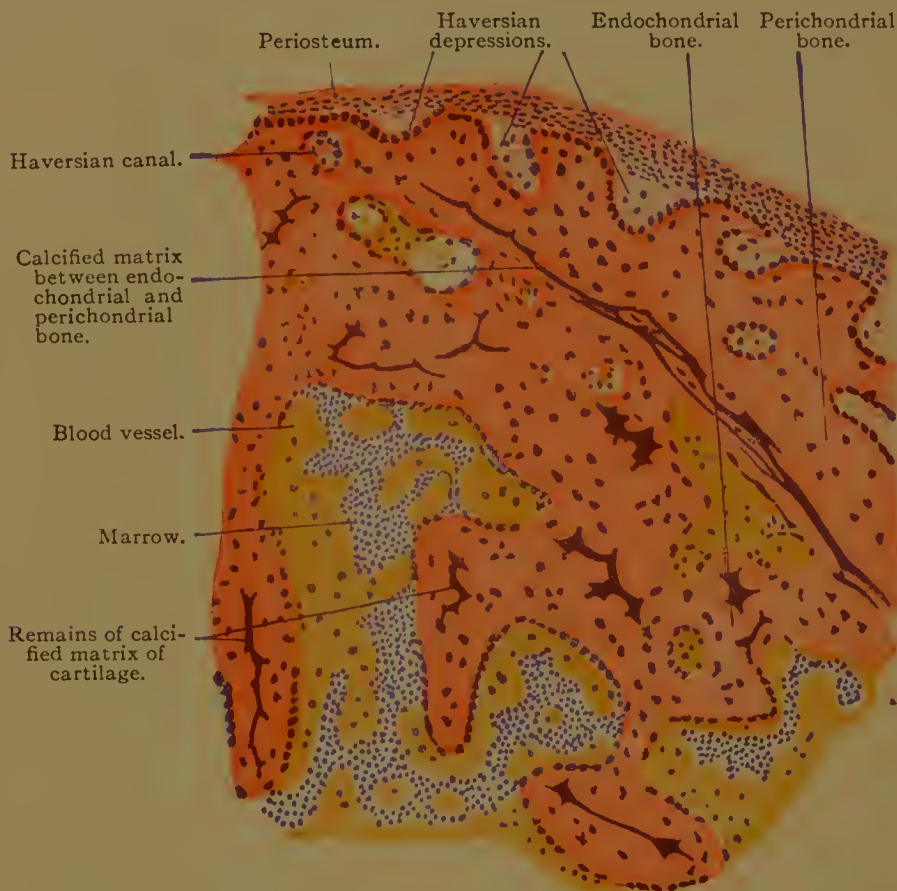 Periosteum.
Haversian
depressions.
Endochondrial
bone.
Perichondrial
bone.
Haversian canal.
Calcified matrix
between endo-
chondrial and
perichondrial
bone.
Blood vessel.
Marrow.
Remains of calci-
fied matrix of
cartilage.